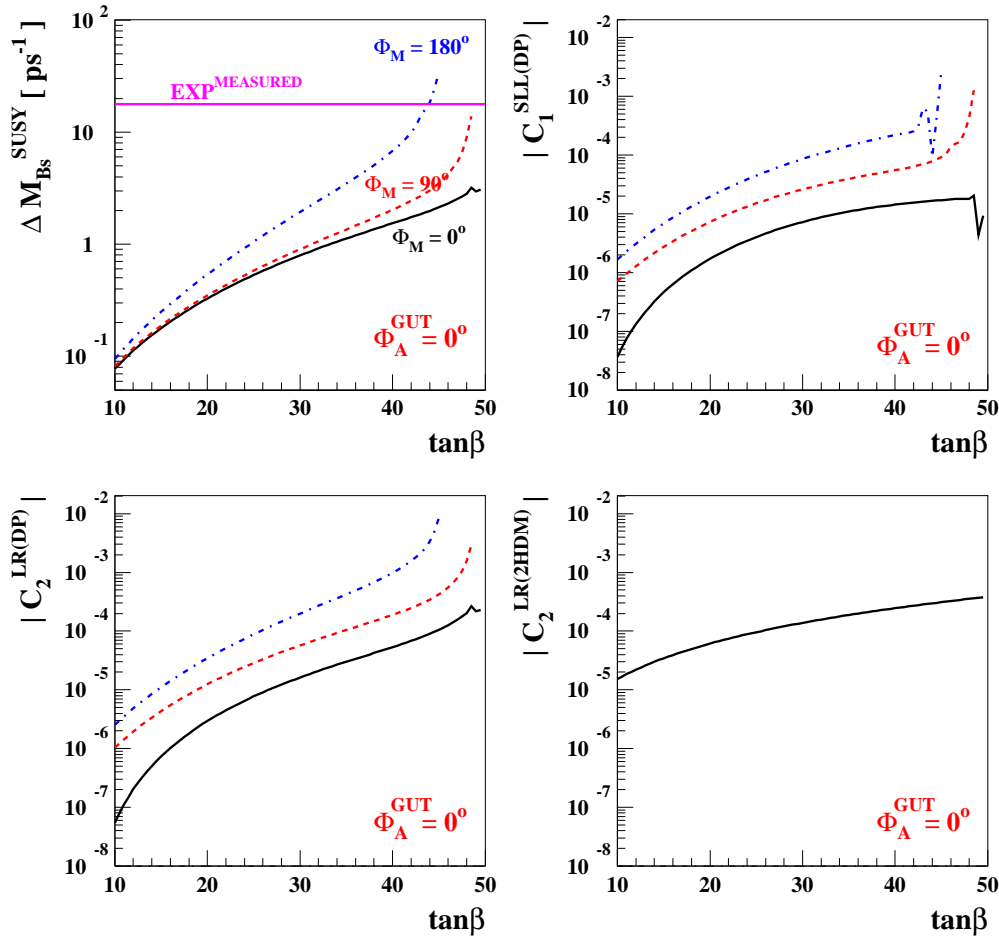 Δ M_Bs^SUSY [ ps^-1 ]
10^2
10
1
10^-1
Φ_M = 180°
EXP^MEASURED
Φ_M = 90°
Φ_M = 0°
Φ_A^GUT = 0°
10 20 30 40 50
tanβ
| C_1^SLL(DP) |
10^-2
10^-3
10^-4
10^-5
10^-6
10^-7
10^-8
Φ_A^GUT = 0°
10 20 30 40 50
tanβ
| C_2^LR(DP) |
10^-2
10^-3
10^-4
10^-5
10^-6
10^-7
10^-8
Φ_A^GUT = 0°
10 20 30 40 50
tanβ
| C_2^LR(2HDM) |
10^-2
10^-3
10^-4
10^-5
10^-6
10^-7
10^-8
Φ_A^GUT = 0°
10 20 30 40 50
tanβ